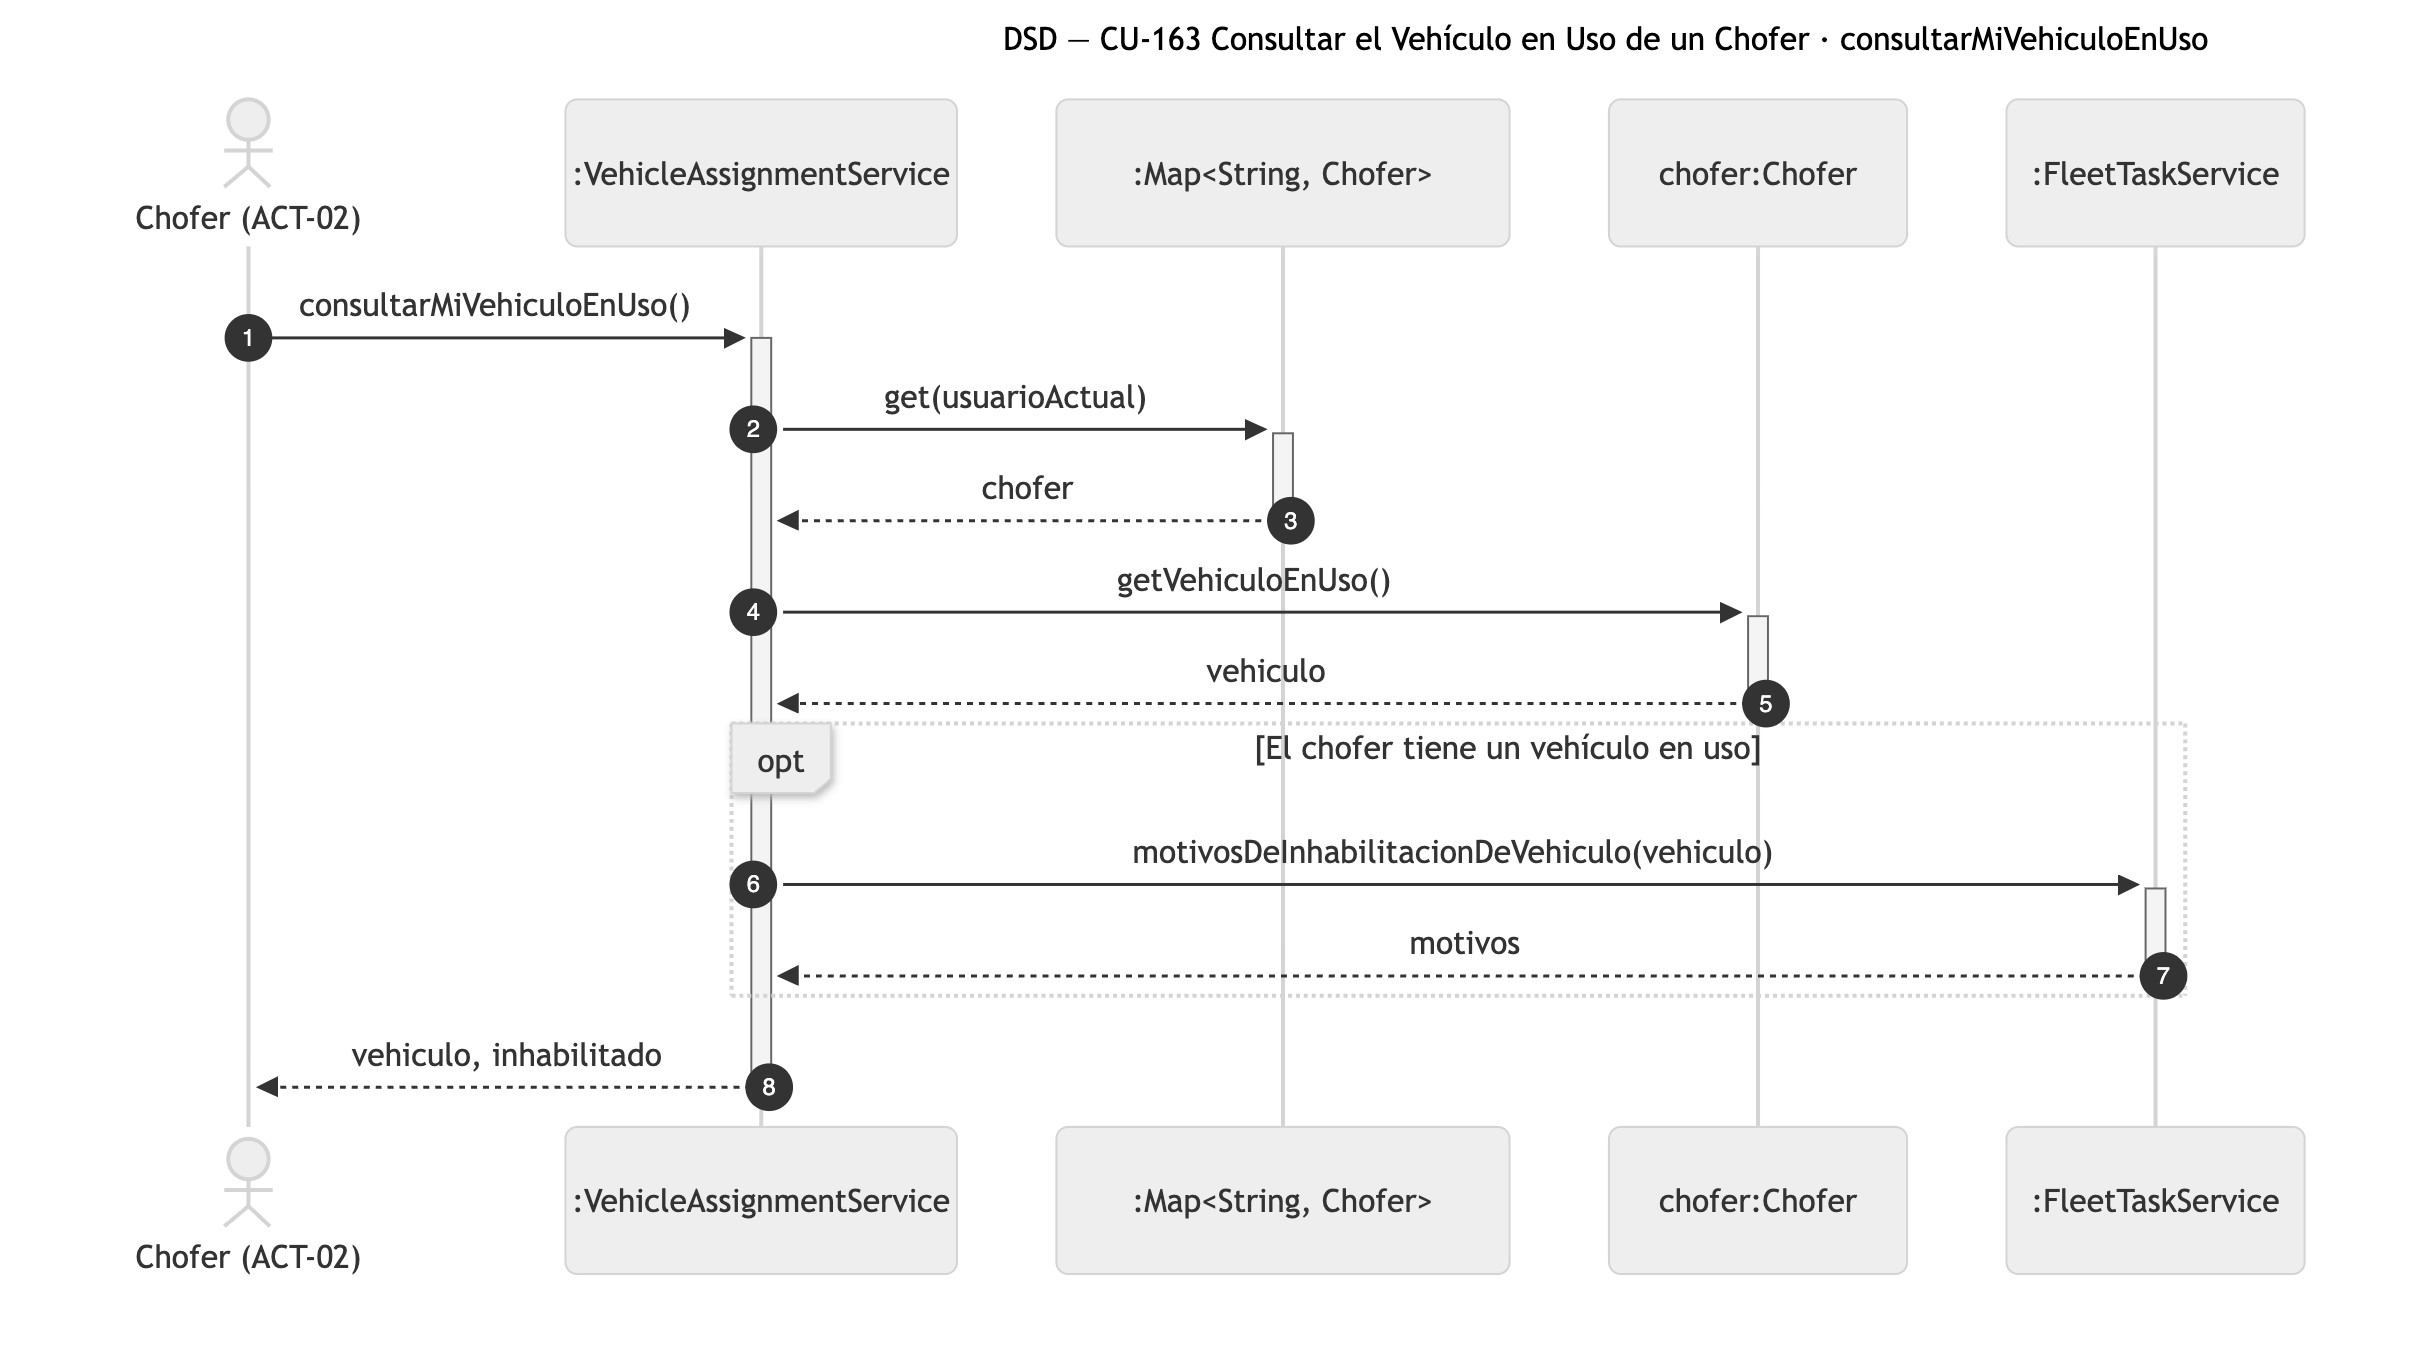 DSD — CU-163 Consultar el Vehículo en Uso de un Chofer · consultarMiVehiculoEnUso
Chofer (ACT-02)
:VehicleAssignmentService
:Map<String, Chofer>
chofer:Chofer
:FleetTaskService
consultarMiVehiculoEnUso()
1
get(usuarioActual)
2
chofer
3
getVehiculoEnUso()
4
vehiculo
5
opt
[El chofer tiene un vehículo en uso]
motivosDeInhabilitacionDeVehiculo(vehiculo)
6
motivos
7
vehiculo, inhabilitado
8
Chofer (ACT-02)
:VehicleAssignmentService
:Map<String, Chofer>
chofer:Chofer
:FleetTaskService